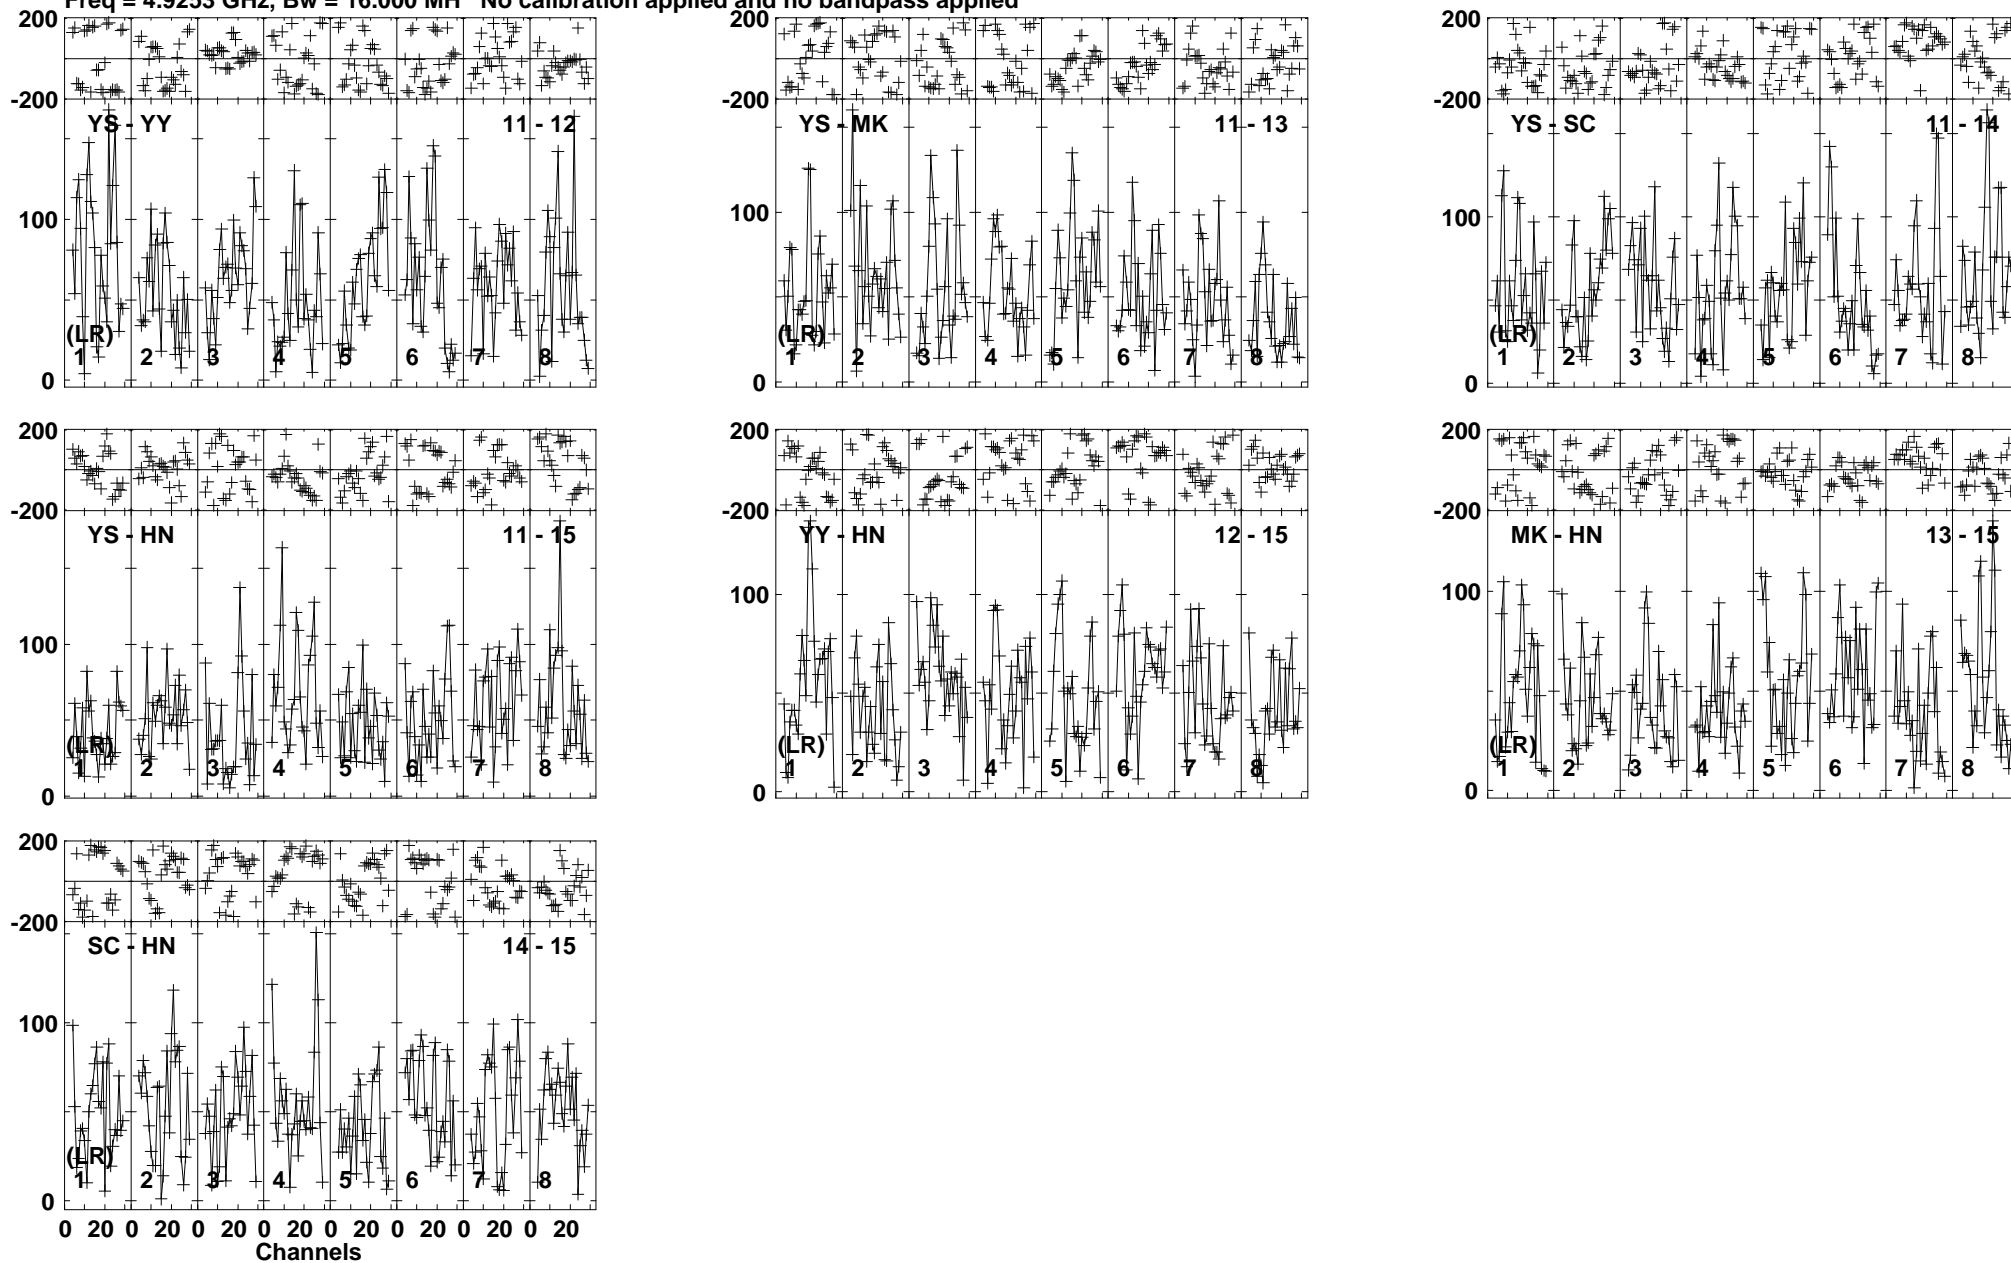 Freq = 4.9253 GHz, Bw = 16.000 MH No calibration applied and no bandpass applied
200 200 200
-200 -200 -200
YS - YY 11 - 12 YS - MK 11 - 13 YS - SC 11 - 14
100 100 100
(LR) (LR) (LR)
1 2 3 4 5 6 7 8 1 2 3 4 5 6 7 8 1 2 3 4 5 6 7 8
0 0 0
200 200 200
-200 -200 -200
YS - HN 11 - 15 YY - HN 12 - 15 MK - HN 13 - 15
100 100 100
(LR) (LR) (LR)
1 2 3 4 5 6 7 8 1 2 3 4 5 6 7 8 1 2 3 4 5 6 7 8
0 0 0
200
-200
SC - HN 14 - 15
100
(LR)
1 2 3 4 5 6 7 8
0
0 20 0 20 0 20 0 20 0 20 0 20 0 20 0 20
Channels